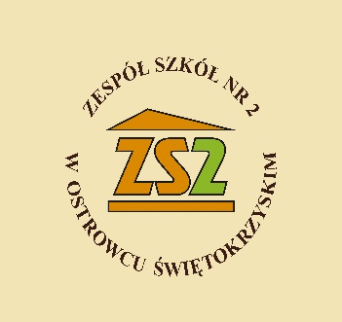 ZESPÓŁ SZKÓŁ NR 2
ZS2
W OSTROWCU ŚWIĘTOKRZYSKIM